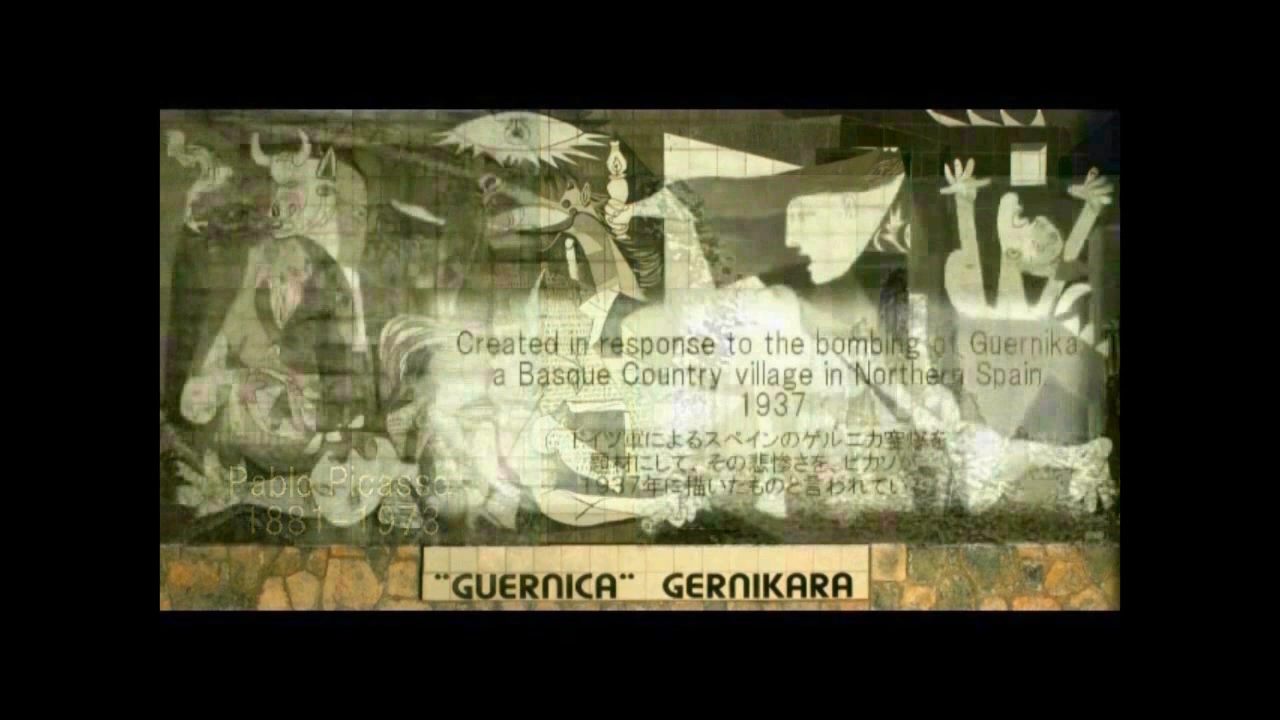 Created in response to the bombing of Guernika
a Basque Country village in Northern Spain
1937
ドイツ軍によるスペインのゲルニカ空爆を
題材にして、その悲惨さを、ピカソが
1937年に描いたものと言われてい
Pablo Picasso
1881-1973
"GUERNICA" GERNIKARA